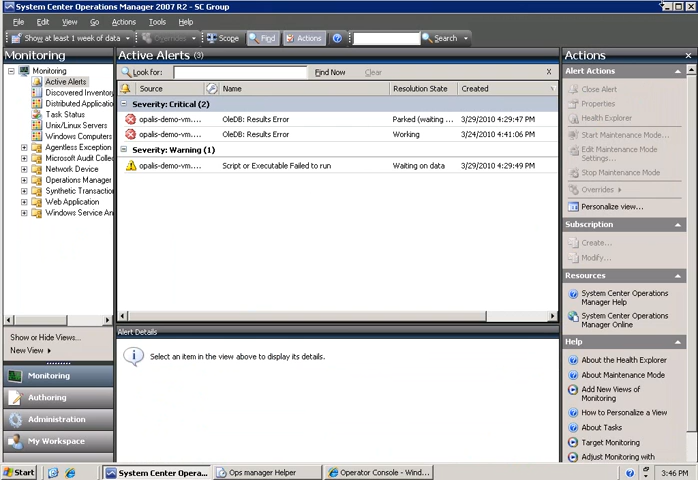 System Center Operations Manager 2007 R2 - SC Group
File Edit View Go Actions Tools Help
Show at least 1 week of data Overrides Scope Find Actions Search
Monitoring
Monitoring
Active Alerts
Discovered Inventory
Distributed Applicatio
Task Status
Unix/Linux Servers
Windows Computers
Agentless Exception
Microsoft Audit Collec
Network Device
Operations Manager
Synthetic Transactio
Web Application
Windows Service An
Show or Hide Views...
New View
Monitoring
Authoring
Administration
My Workspace
Active Alerts (3)
Look for: Find Now Clear x
Source Name Resolution State Created
Severity: Critical (2)
opalis-demo-vm.... OleDB: Results Error Parked (waiting ... 3/29/2010 4:29:47 PM
opalis-demo-vm.... OleDB: Results Error Working 3/24/2010 4:41:06 PM
Severity: Warning (1)
opalis-demo-vm.... Script or Executable Failed to run Waiting on data 3/29/2010 4:29:49 PM
Alert Details
Select an item in the view above to display its details.
Actions
Alert Actions
Close Alert
Properties
Health Explorer
Start Maintenance Mode...
Edit Maintenance Mode
Settings...
Stop Maintenance Mode
Overrides
Personalize view...
Subscription
Create...
Modify...
Resources
System Center Operations
Manager Help
System Center Operations
Manager Online
Help
About the Health Explorer
About Maintenance Mode
Add New Views of
Monitoring
How to Personalize a View
About Tasks
Target Monitoring
Adjust Monitoring with
Start System Center Opera... Ops manager Helper Operator Console - Wind... 3:46 PM